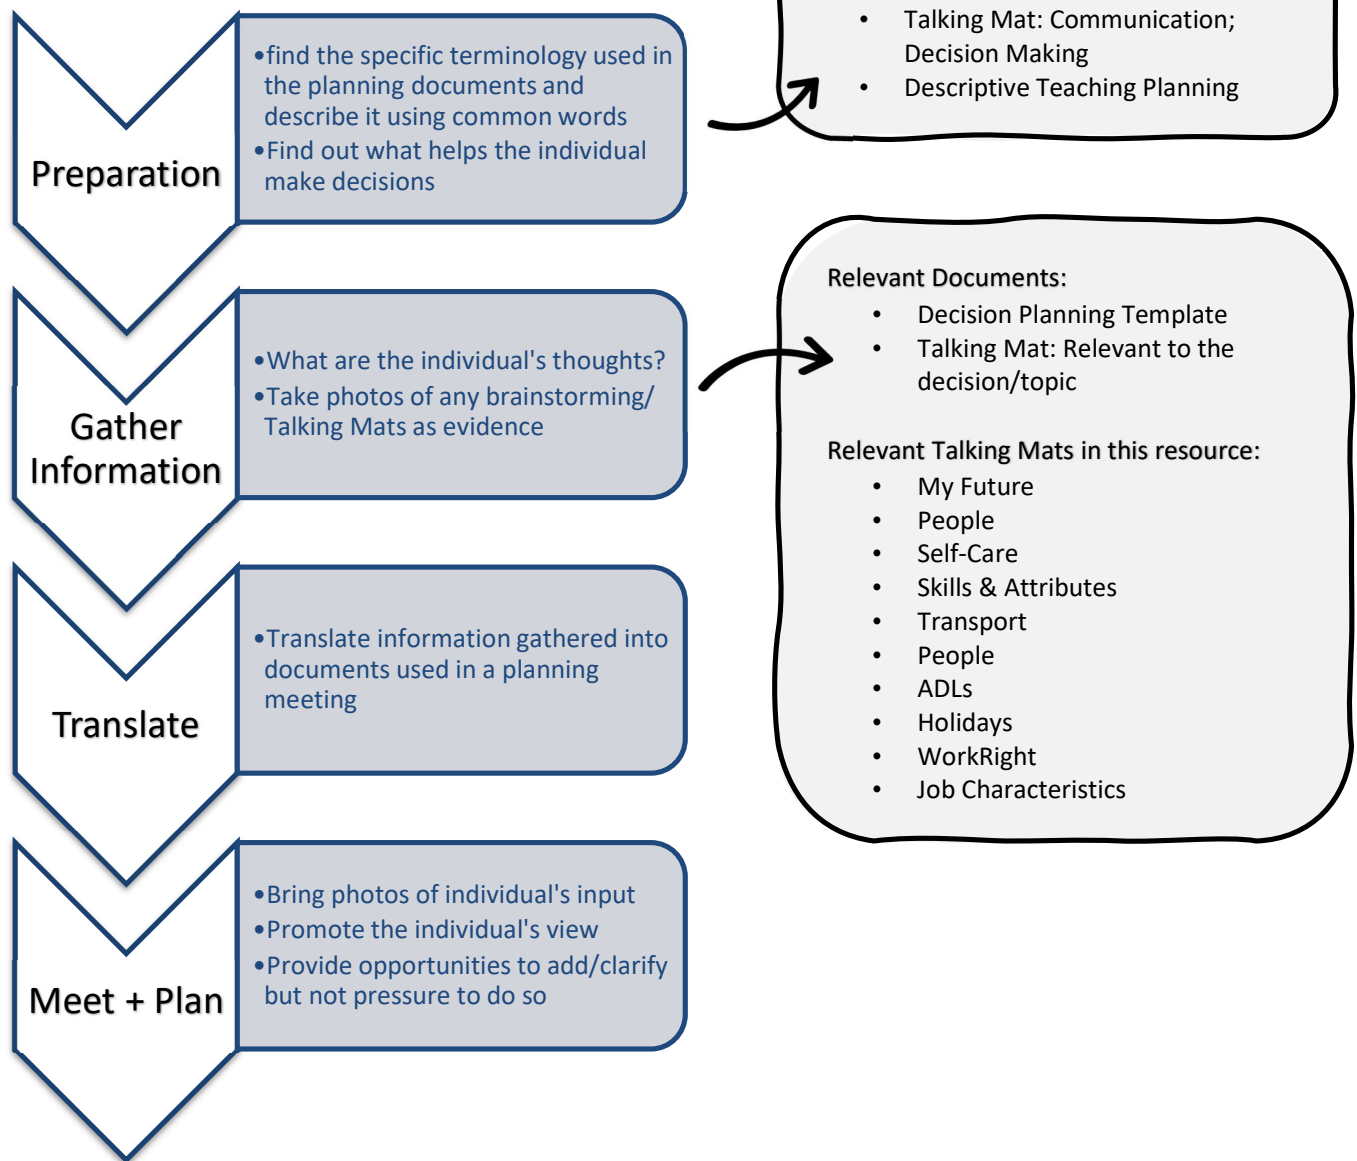 Preparation
•find the specific terminology used in
the planning documents and
describe it using common words
•Find out what helps the individual
make decisions
• Talking Mat: Communication;
Decision Making
• Descriptive Teaching Planning
Gather
Information
•What are the individual's thoughts?
•Take photos of any brainstorming/
Talking Mats as evidence
Relevant Documents:
• Decision Planning Template
• Talking Mat: Relevant to the
decision/topic
Relevant Talking Mats in this resource:
• My Future
• People
• Self-Care
• Skills & Attributes
• Transport
• People
• ADLs
• Holidays
• WorkRight
• Job Characteristics
Translate
•Translate information gathered into
documents used in a planning
meeting
Meet + Plan
•Bring photos of individual's input
•Promote the individual's view
•Provide opportunities to add/clarify
but not pressure to do so